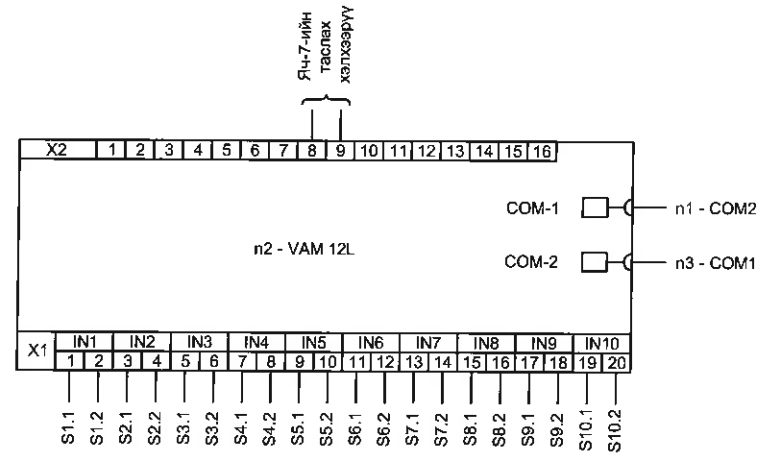 Яч-7-ийн
таслах
хэлхээрүү
X2 1 2 3 4 5 6 7 8 9 10 11 12 13 14 15 16
COM-1 n1 - COM2
n2 - VAM 12L
COM-2 n3 - COM1
X1 IN1 IN2 IN3 IN4 IN5 IN6 IN7 IN8 IN9 IN10
1 2 3 4 5 6 7 8 9 10 11 12 13 14 15 16 17 18 19 20
S1.1 S1.2 S2.1 S2.2 S3.1 S3.2 S4.1 S4.2 S5.1 S5.2 S6.1 S6.2 S7.1 S7.2 S8.1 S8.2 S9.1 S9.2 S10.1 S10.2